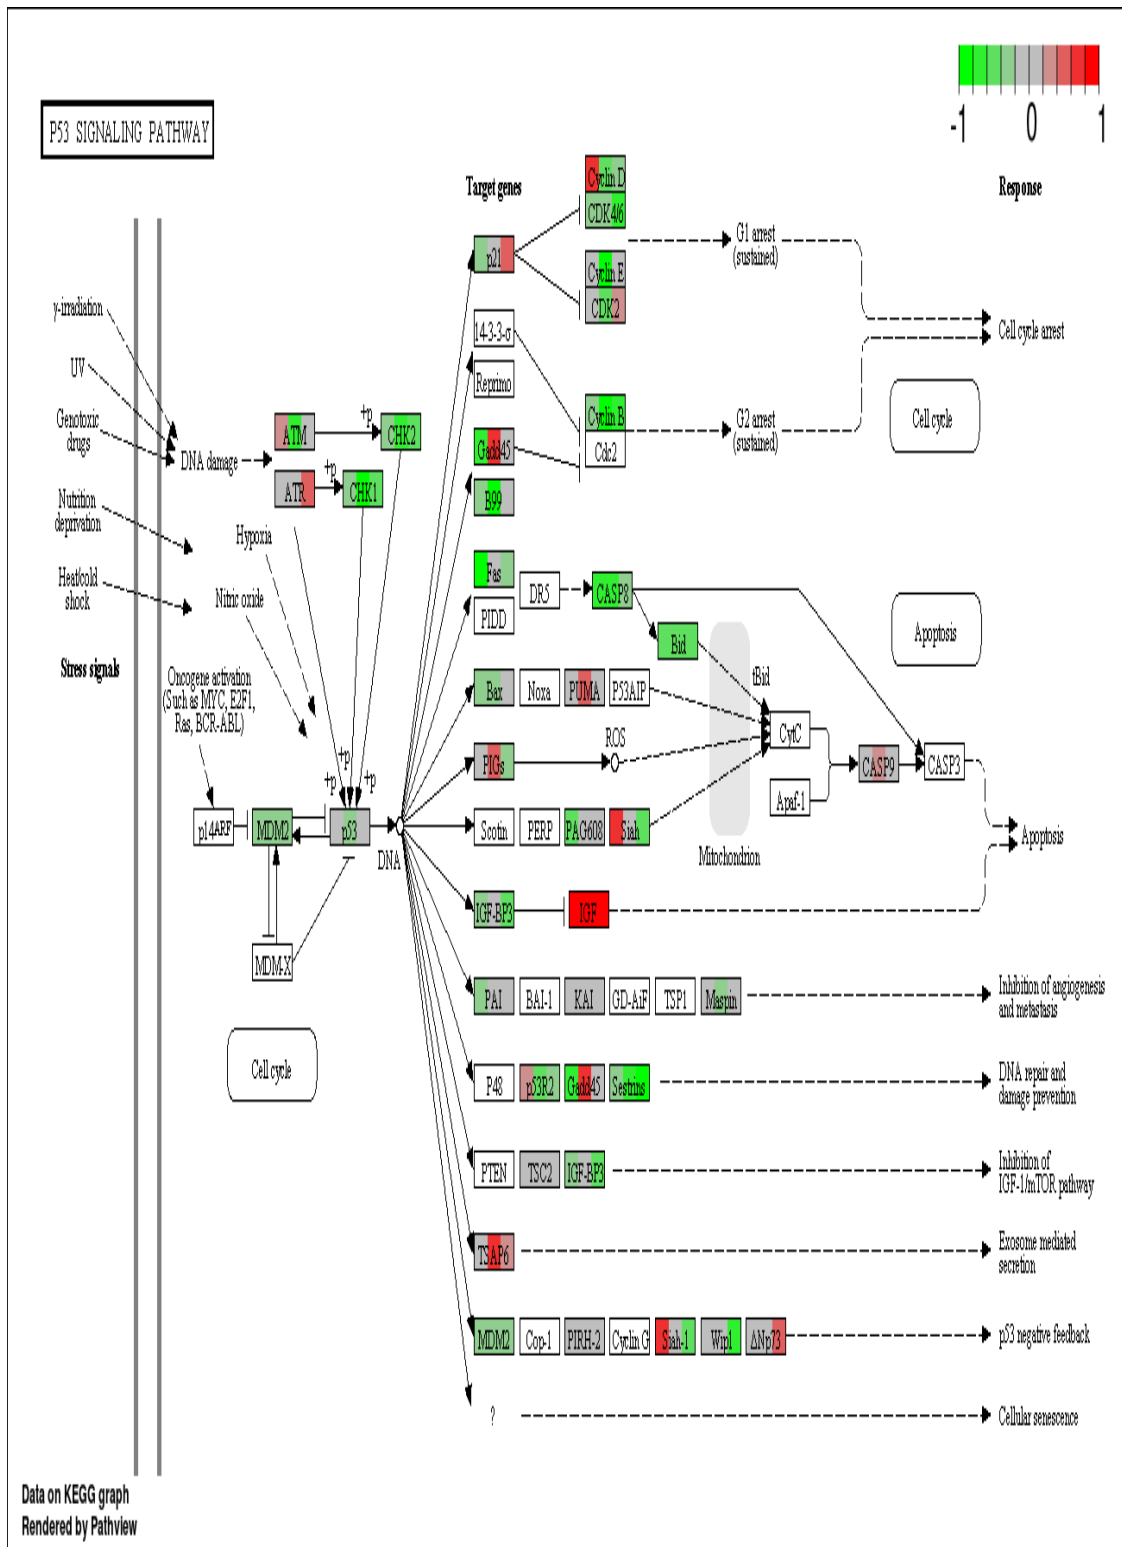 -1 0 1
P53 SIGNALING PATHWAY
Target genes
Response
Cyclin D
CDK4/6
p21
G1 arrest
(sustained)
Cyclin E
CDK2
γ-irradiation
14-3-3-σ
Cell cycle arrest
UV
Reprimo
Genotoxic
drugs
ATM
+p
CHK2
Cyclin B
G2 arrest
(sustained)
Cell cycle
Gadd45
Cdc2
DNA damage
ATR
+p
CHK1
B99
Nutrition
deprivation
Hypoxia
Fas
Heat/cold
shock
Nitric oxide
DR5
CASP8
PIDD
Apoptosis
Bid
Stress signals
Oncogene activation
(Such as MYC, E2F1,
Ras, BCR-ABL)
Bax
Noxa
PUMA
P53AIP
tBid
CytC
ROS
PIGs
CASP9
CASP3
+p
+p
+p
Apaf-1
p14ARF
MDM2
p53
DNA
Scotin
PERP
PAG608
Siah
Mitochondrion
Apoptosis
IGF-BP3
IGF
MDM-X
PAI
BAI-1
KAI
GD-AiF
TSP1
Maspin
Inhibition of angiogenesis
and metastasis
Cell cycle
P48
p53R2
Gadd45
Sestrins
DNA repair and
damage prevention
PTEN
TSC2
IGF-BP3
Inhibition of
IGF-1/mTOR pathway
TSAP6
Exosome mediated
secretion
MDM2
Cop-1
PIRH-2
Cyclin G
Siah-1
Wip1
ΔNp73
p53 negative feedback
?
Cellular senescence
Data on KEGG graph
Rendered by Pathview